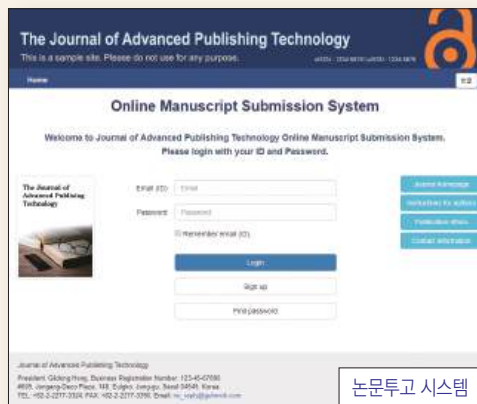 The Journal of Advanced Publishing Technology
This is a sample site. Please do not use for any purpose.
Home
Online Manuscript Submission System
Welcome to Journal of Advanced Publishing Technology Online Manuscript Submission System.
Please login with your ID and Password.
The Journal of
Advanced Publishing
Technology
Email (ID) Email
Password Password
Remember email (ID).
Login
Sign up
Find password
Journal Homepage
Instructions for authors
Publication ethics
Contact information
Journal of Advances Publishing Technology
논문투고 시스템